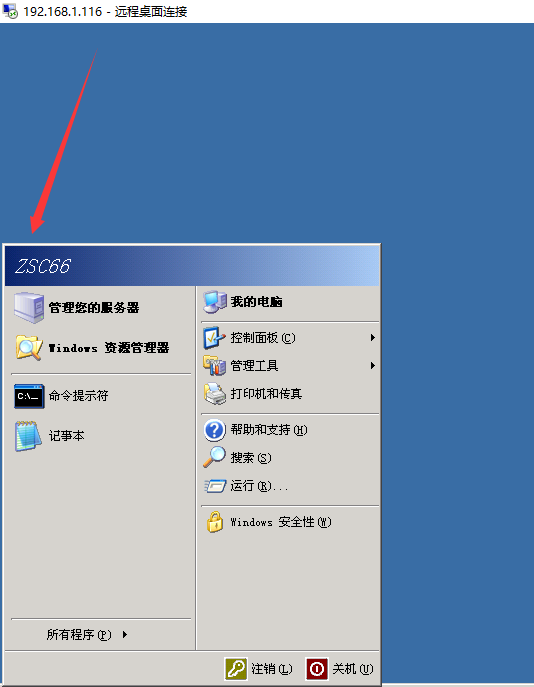 192.168.1.116 - 远程桌面连接
ZSC66
管理您的服务器
Windows 资源管理器
命令提示符
C:\_
记事本
所有程序(P)
我的电脑
控制面板(C)
管理工具
打印机和传真
帮助和支持(H)
搜索(S)
运行(R)...
Windows 安全性(W)
注销(L)
关机(U)